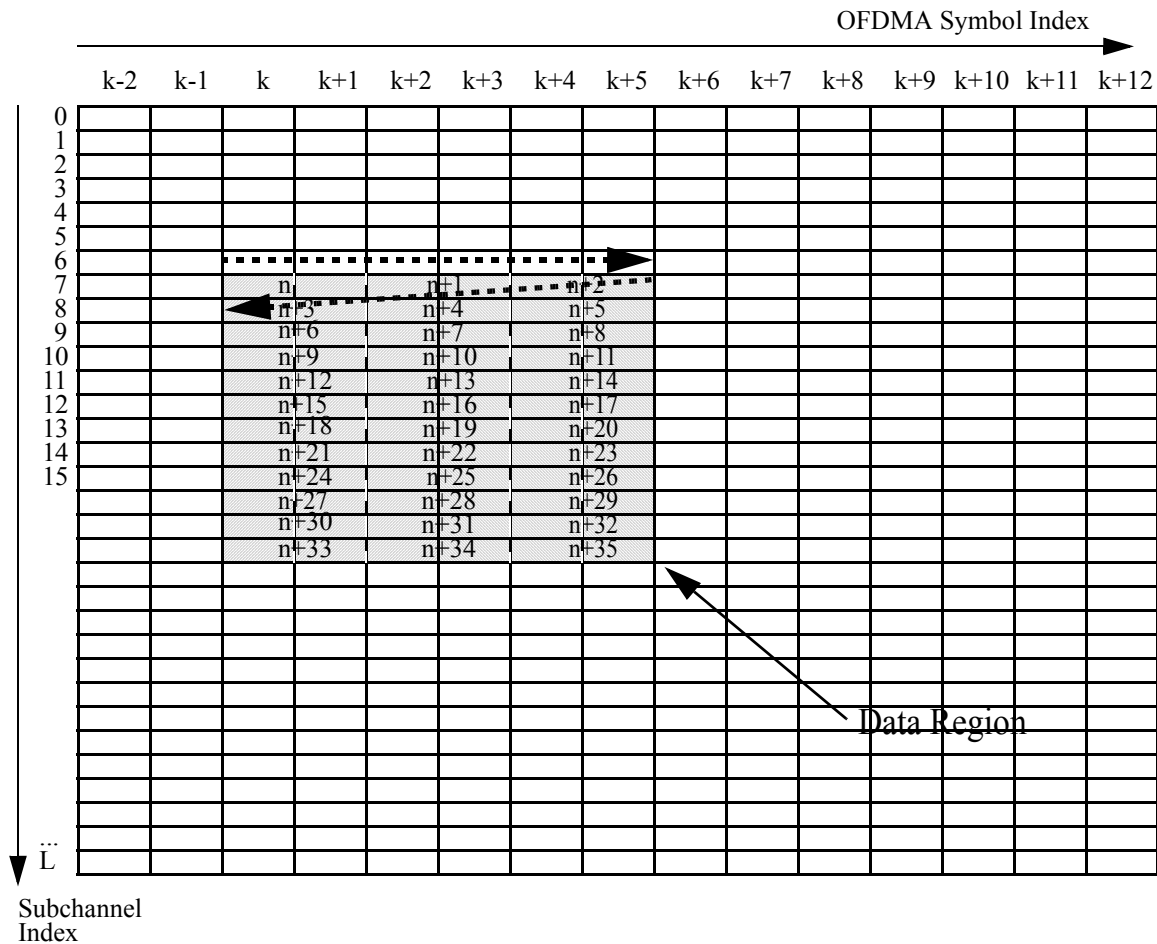 OFDMA Symbol Index
k-2 k-1 k k+1 k+2 k+3 k+4 k+5 k+6 k+7 k+8 k+9 k+10 k+11 k+12
0
1
2
3
4
5
6
7 n n+1 n+2
8 n+3 n+4 n+5
9 n+6 n+7 n+8
10 n+9 n+10 n+11
11 n+12 n+13 n+14
12 n+15 n+16 n+17
13 n+18 n+19 n+20
14 n+21 n+22 n+23
15 n+24 n+25 n+26
n+27 n+28 n+29
n+30 n+31 n+32
n+33 n+34 n+35
Data Region
...
L
Subchannel
Index